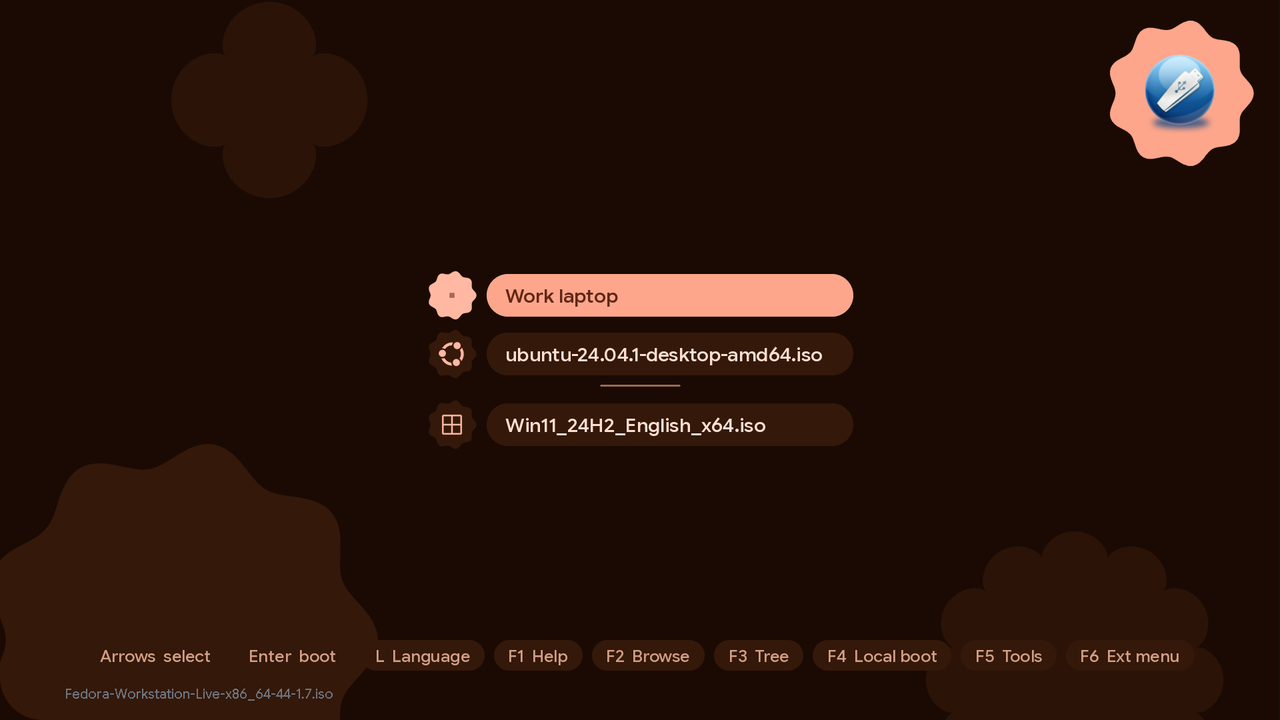 Work laptop
ubuntu-24.04.1-desktop-amd64.iso
Win11_24H2_English_x64.iso
Arrows select Enter boot L Language F1 Help F2 Browse F3 Tree F4 Local boot F5 Tools F6 Ext menu
Fedora-Workstation-Live-x86_64-44-1.7.iso